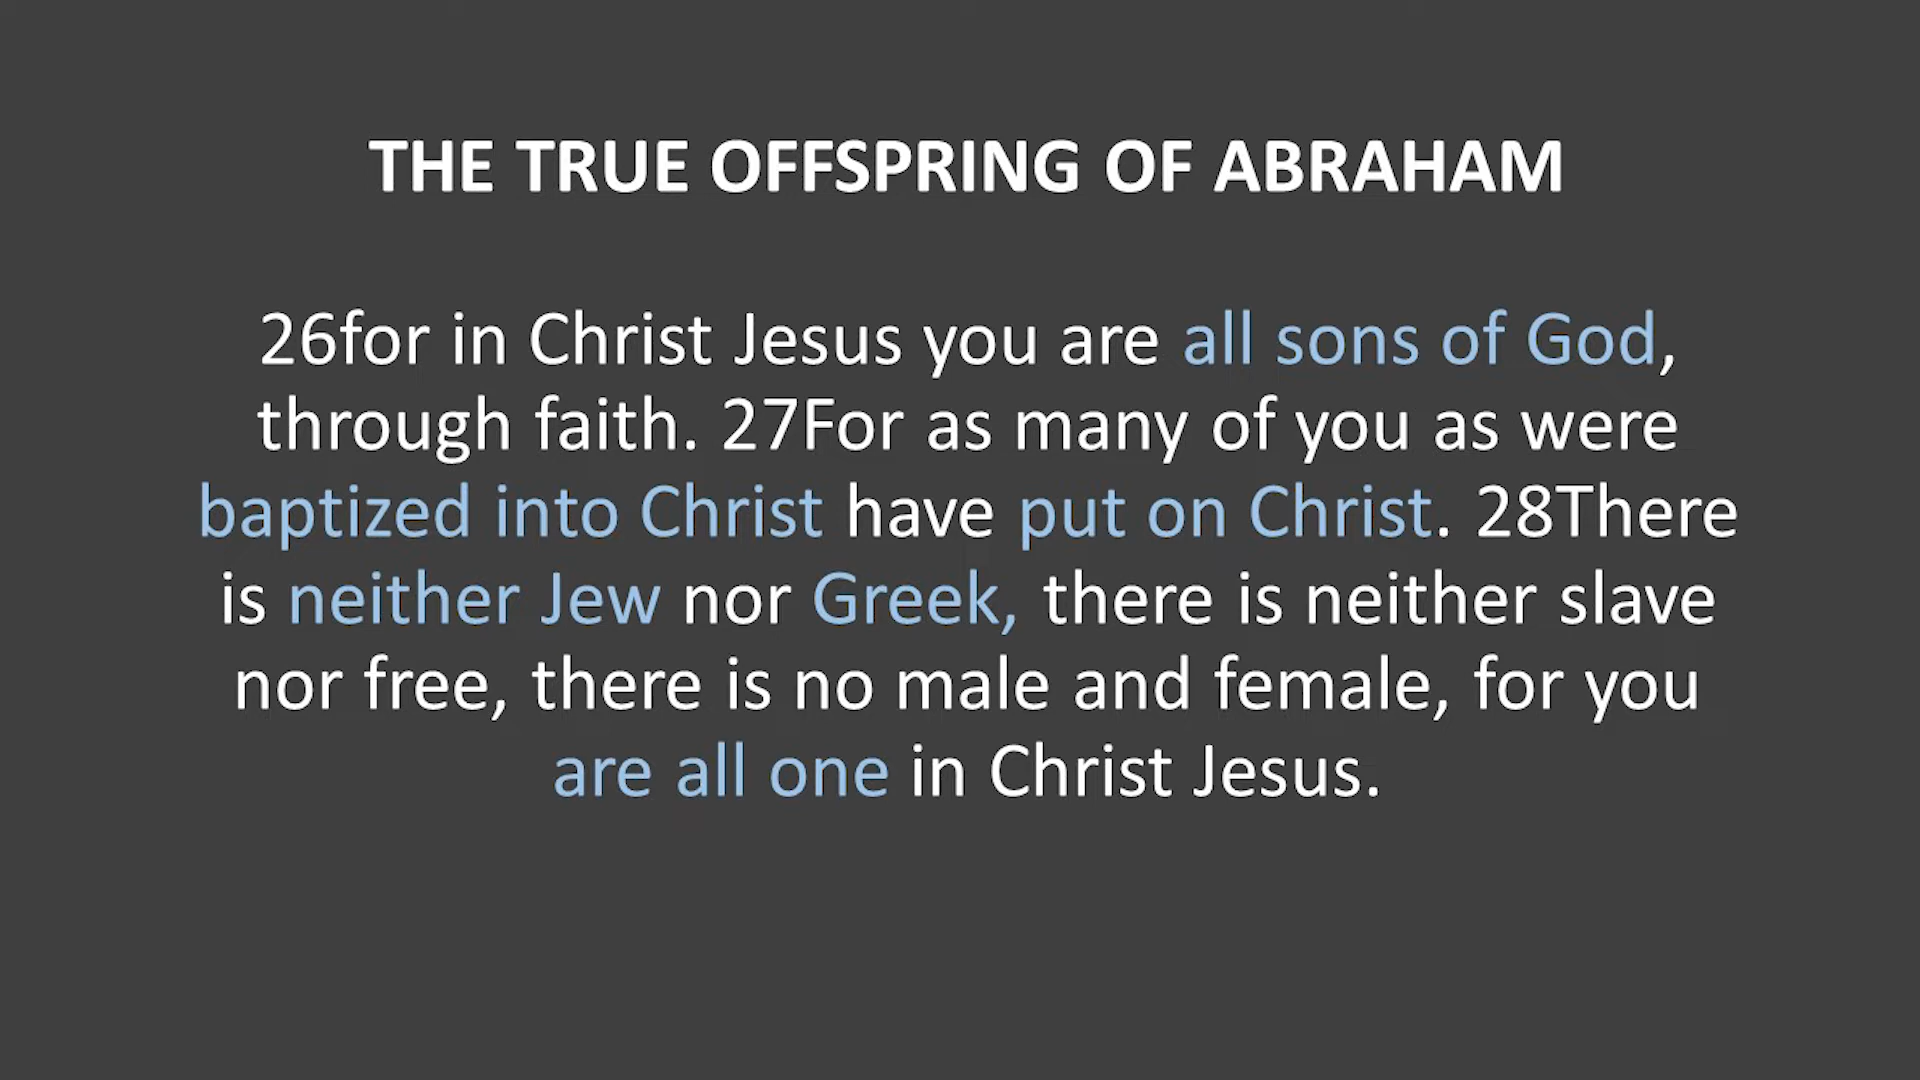 THE TRUE OFFSPRING OF ABRAHAM
26for in Christ Jesus you are all sons of God,
through faith. 27For as many of you as were
baptized into Christ have put on Christ. 28There
is neither Jew nor Greek, there is neither slave
nor free, there is no male and female, for you
are all one in Christ Jesus.